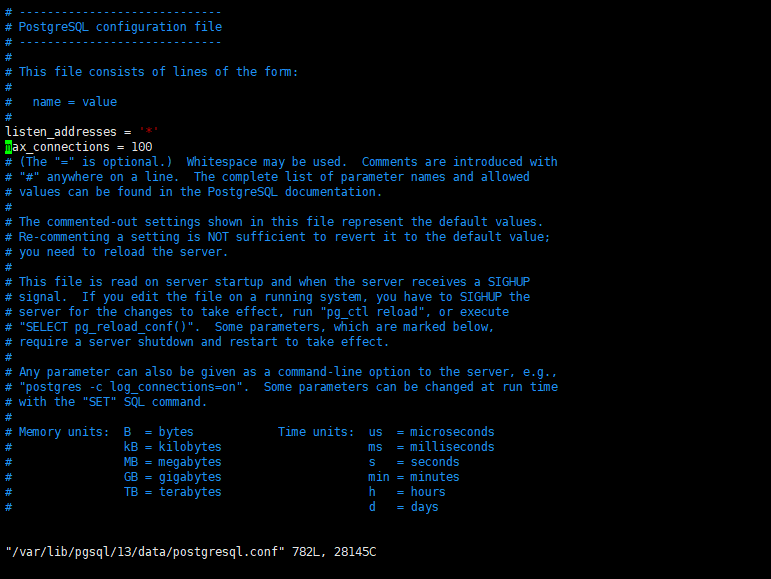 # -----------------------------
# PostgreSQL configuration file
# -----------------------------
#
# This file consists of lines of the form:
#
#   name = value
#
listen_addresses = '*'
max_connections = 100
# (The "=" is optional.)  Whitespace may be used.  Comments are introduced with
# "#" anywhere on a line.  The complete list of parameter names and allowed
# values can be found in the PostgreSQL documentation.
#
# The commented-out settings shown in this file represent the default values.
# Re-commenting a setting is NOT sufficient to revert it to the default value;
# you need to reload the server.
#
# This file is read on server startup and when the server receives a SIGHUP
# signal.  If you edit the file on a running system, you have to SIGHUP the
# server for the changes to take effect, run "pg_ctl reload", or execute
# "SELECT pg_reload_conf()".  Some parameters, which are marked below,
# require a server shutdown and restart to take effect.
#
# Any parameter can also be given as a command-line option to the server, e.g.,
# "postgres -c log_connections=on".  Some parameters can be changed at run time
# with the "SET" SQL command.
#
# Memory units:  B  = bytes            Time units:  us  = microseconds
#                kB = kilobytes                     ms  = milliseconds
#                MB = megabytes                     s   = seconds
#                GB = gigabytes                     min = minutes
#                TB = terabytes                     h   = hours
#                                                   d   = days
"/var/lib/pgsql/13/data/postgresql.conf" 782L, 28145C